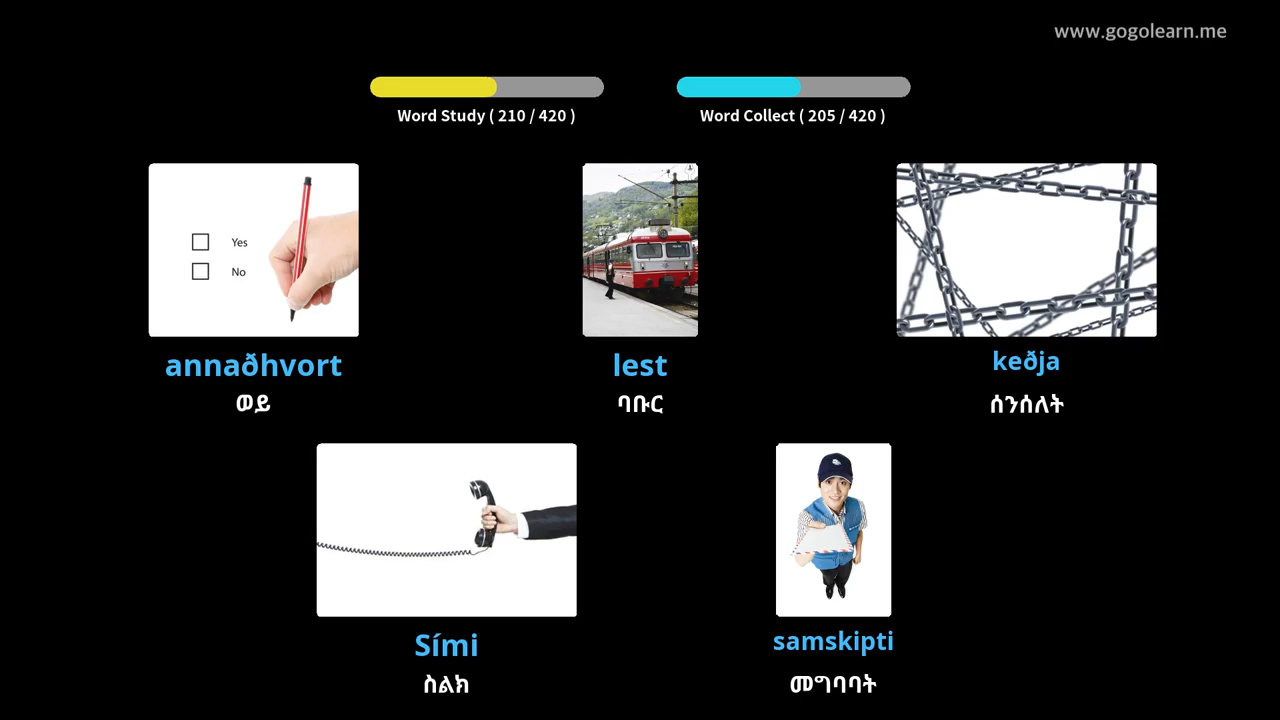 www.gogolearn.me
Word Study ( 210 / 420 )
Word Collect ( 205 / 420 )
Yes
No
annaðhvort
ወይ
lest
ባቡር
keðja
ሰንሰለት
Sími
ስልክ
samskipti
መግባባት